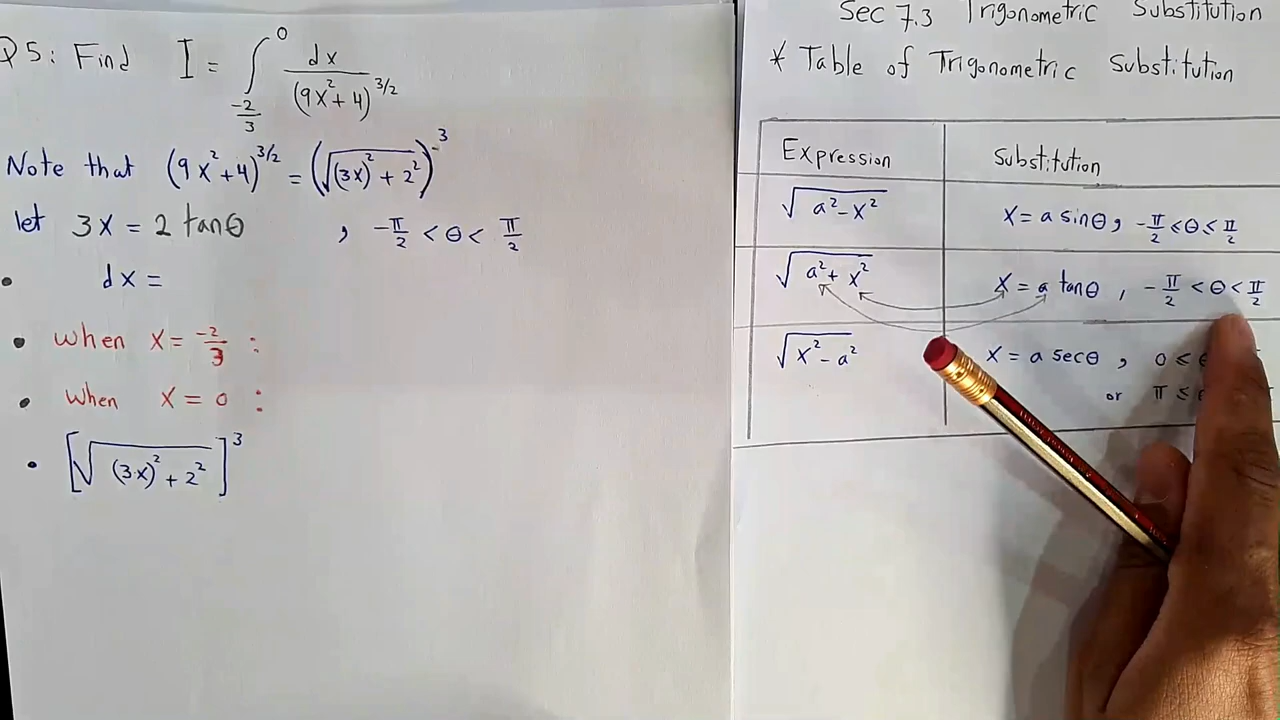 Q5: Find I = ∫_{-2/3}^{0} dx / (9x²+4)^{3/2}
Note that (9x²+4)^{3/2} = (√((3x)²+2²))³
let 3x = 2 tanθ , -π/2 < θ < π/2
• dx =
• when x = -2/3 :
• when x = 0 :
• [√((3x)²+2²)]³
Sec 7.3 Trigonometric Substitution
* Table of Trigonometric Substitution
Expression Substitution
√(a²-x²) x = a sinθ, -π/2 ≤ θ ≤ π/2
√(a²+x²) x = a tanθ , -π/2 < θ < π/2
√(x²-a²) x = a secθ , 0 ≤
or π ≤